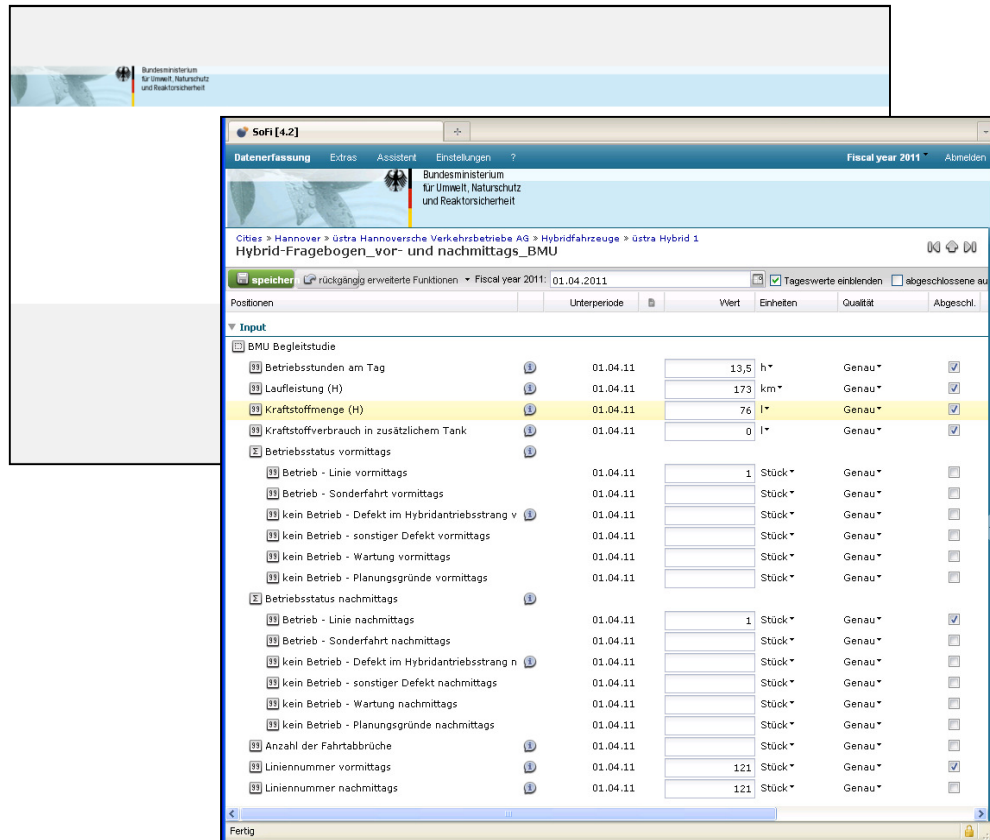 Bundesministerium
für Umwelt, Naturschutz
und Reaktorsicherheit
SoFi [4.2]
Datenerfassung Extras Assistent Einstellungen ? Fiscal year 2011 Abmelden
Bundesministerium
für Umwelt, Naturschutz
und Reaktorsicherheit
Cities » Hannover » üstra Hannoversche Verkehrsbetriebe AG » Hybridfahrzeuge » üstra Hybrid 1
Hybrid-Fragebogen_vor- und nachmittags_BMU
speichern rückgängig erweiterte Funktionen Fiscal year 2011: 01.04.2011 Tageswerte einblenden abgeschlossene au
Positionen Unterperiode Wert Einheiten Qualität Abgeschl.
Input
BMU Begleitstudie
Betriebsstunden am Tag 01.04.11 13,5 h Genau
Laufleistung (H) 01.04.11 173 km Genau
Kraftstoffmenge (H) 01.04.11 76 l Genau
Kraftstoffverbrauch in zusätzlichem Tank 01.04.11 0 l Genau
Σ Betriebsstatus vormittags
Betrieb - Linie vormittags 01.04.11 1 Stück Genau
Betrieb - Sonderfahrt vormittags 01.04.11 Stück Genau
kein Betrieb - Defekt im Hybridantriebsstrang v 01.04.11 Stück Genau
kein Betrieb - sonstiger Defekt vormittags 01.04.11 Stück Genau
kein Betrieb - Wartung vormittags 01.04.11 Stück Genau
kein Betrieb - Planungsgründe vormittags 01.04.11 Stück Genau
Σ Betriebsstatus nachmittags
Betrieb - Linie nachmittags 01.04.11 1 Stück Genau
Betrieb - Sonderfahrt nachmittags 01.04.11 Stück Genau
kein Betrieb - Defekt im Hybridantriebsstrang n 01.04.11 Stück Genau
kein Betrieb - sonstiger Defekt nachmittags 01.04.11 Stück Genau
kein Betrieb - Wartung nachmittags 01.04.11 Stück Genau
kein Betrieb - Planungsgründe nachmittags 01.04.11 Stück Genau
Anzahl der Fahrtabbrüche 01.04.11 Stück Genau
Liniennummer vormittags 01.04.11 121 Stück Genau
Liniennummer nachmittags 01.04.11 121 Stück Genau
Fertig